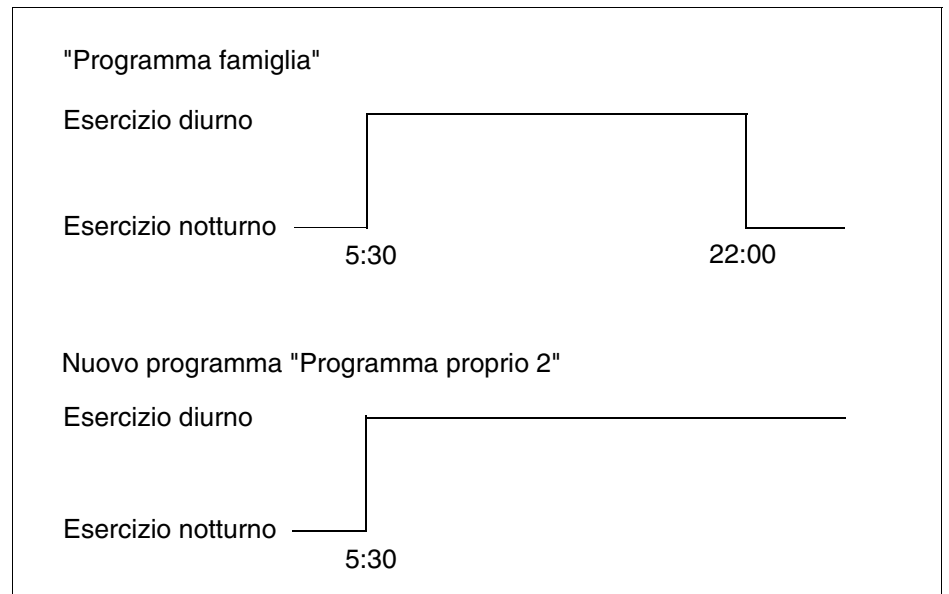 "Programma famiglia"
Esercizio diurno
Esercizio notturno
5:30 22:00
Nuovo programma "Programma proprio 2"
Esercizio diurno
Esercizio notturno
5:30